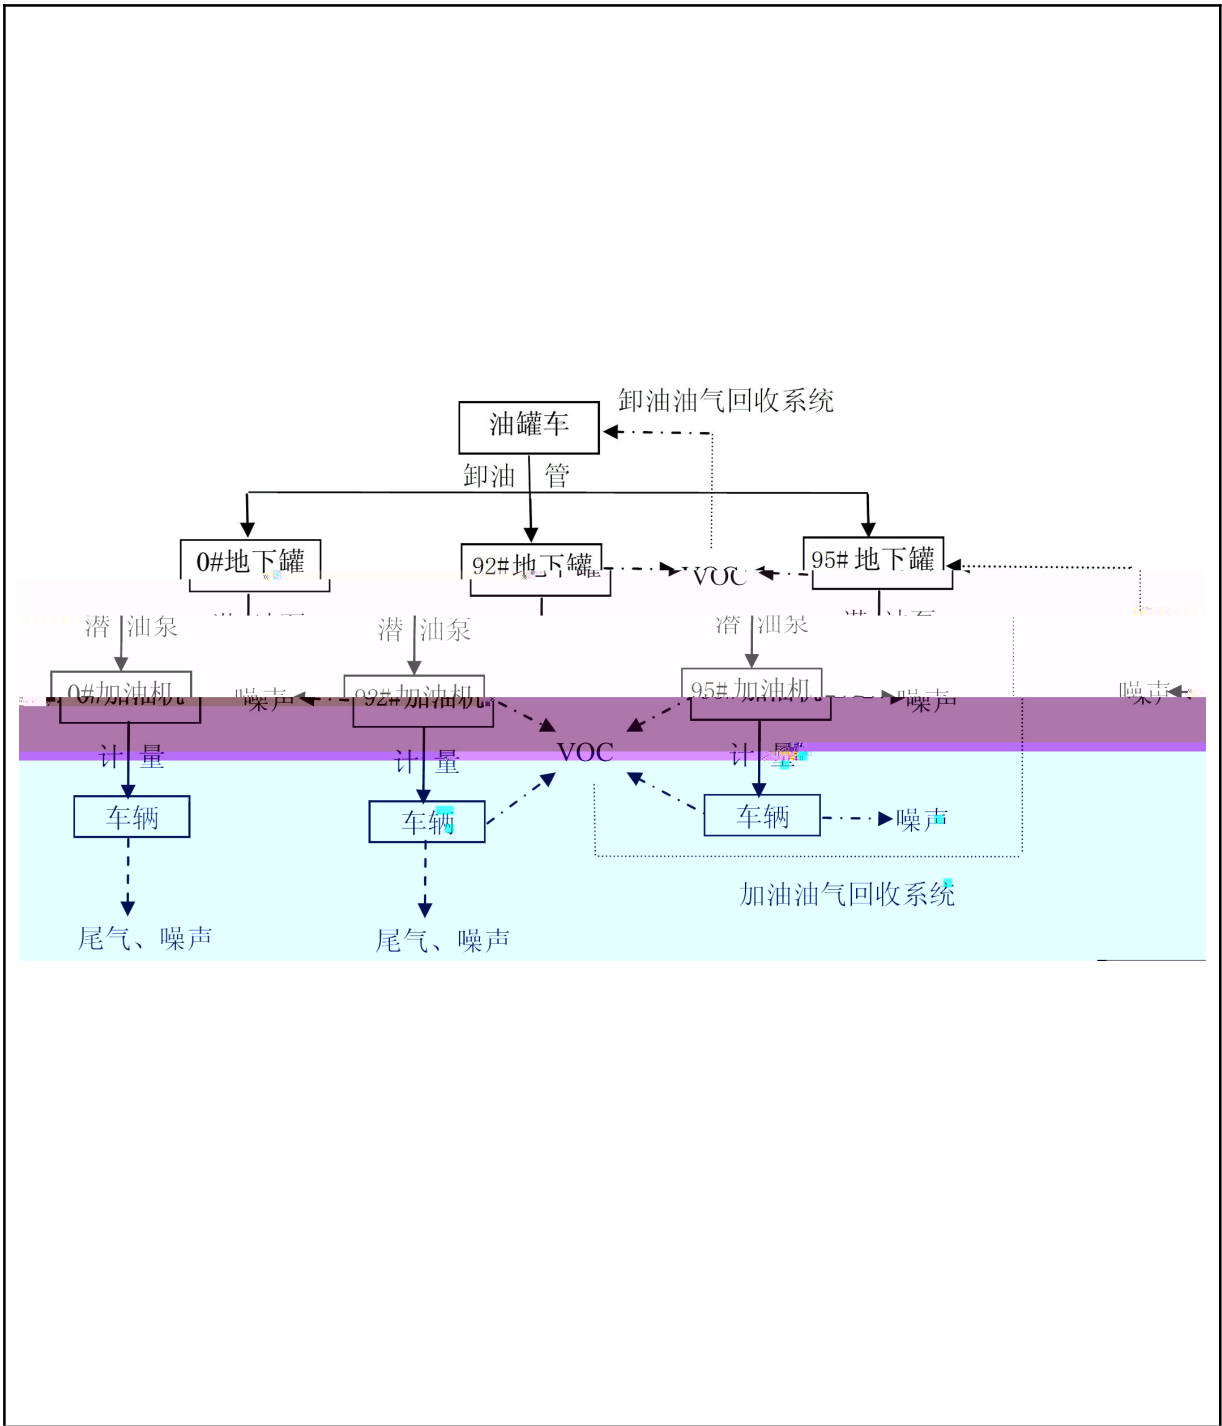 卸油油气回收系统
油罐车
卸油 管
0#地下罐 92#地下罐 VOC 95#地下罐
潜 油泵 潜 油泵 潜 油泵
0#加油机 噪声 92#加油机 95#加油机 噪声 噪声
计 量 计 量 VOC 计 量
车辆 车辆 车辆 噪声
加油油气回收系统
尾气、噪声 尾气、噪声